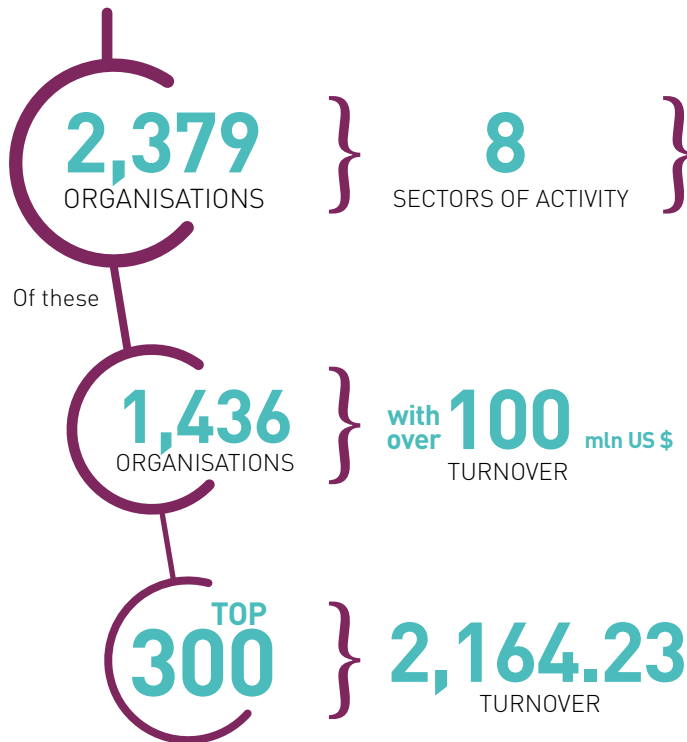 2,379
ORGANISATIONS
8
SECTORS OF ACTIVITY
Of these
1,436
ORGANISATIONS
with
over
100
mln US $
TURNOVER
TOP
300
2,164.23
TURNOVER